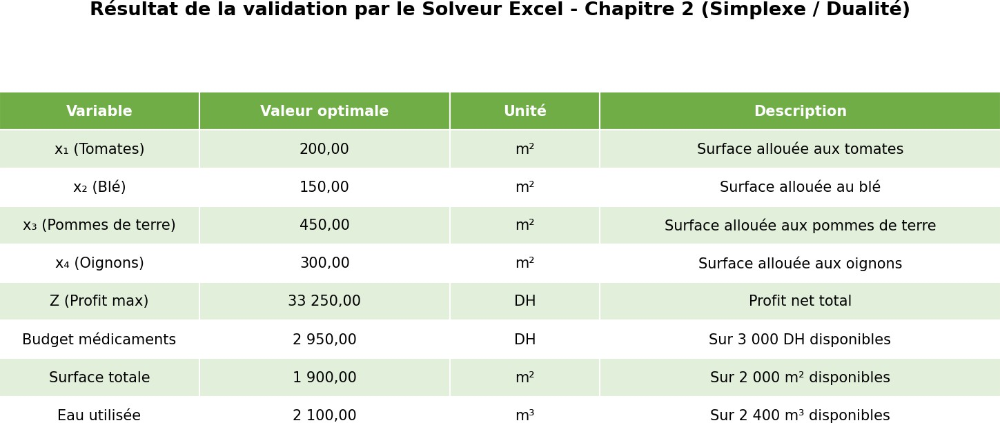 Résultat de la validation par le Solveur Excel - Chapitre 2 (Simplexe / Dualité)
Variable Valeur optimale Unité Description
x₁ (Tomates) 200,00 m² Surface allouée aux tomates
x₂ (Blé) 150,00 m² Surface allouée au blé
x₃ (Pommes de terre) 450,00 m² Surface allouée aux pommes de terre
x₄ (Oignons) 300,00 m² Surface allouée aux oignons
Z (Profit max) 33 250,00 DH Profit net total
Budget médicaments 2 950,00 DH Sur 3 000 DH disponibles
Surface totale 1 900,00 m² Sur 2 000 m² disponibles
Eau utilisée 2 100,00 m³ Sur 2 400 m³ disponibles